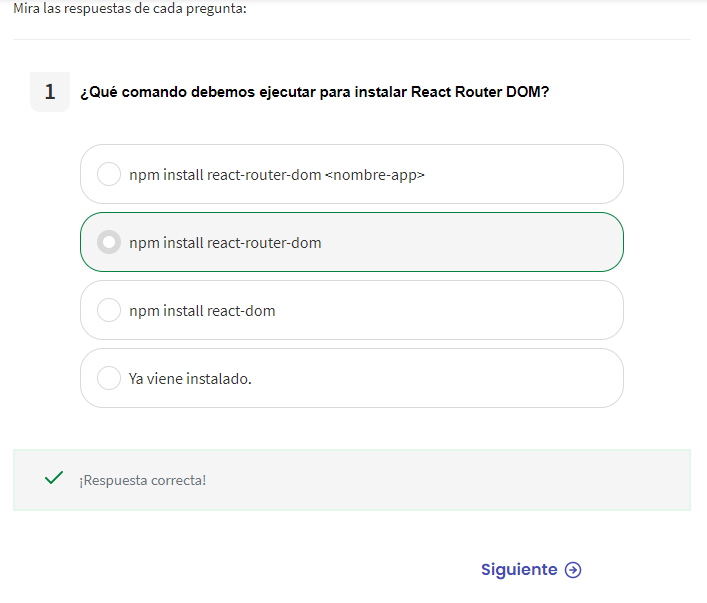 Mira las respuestas de cada pregunta:
1
¿Qué comando debemos ejecutar para instalar React Router DOM?
npm install react-router-dom <nombre-app>
npm install react-router-dom
npm install react-dom
Ya viene instalado.
¡Respuesta correcta!
Siguiente